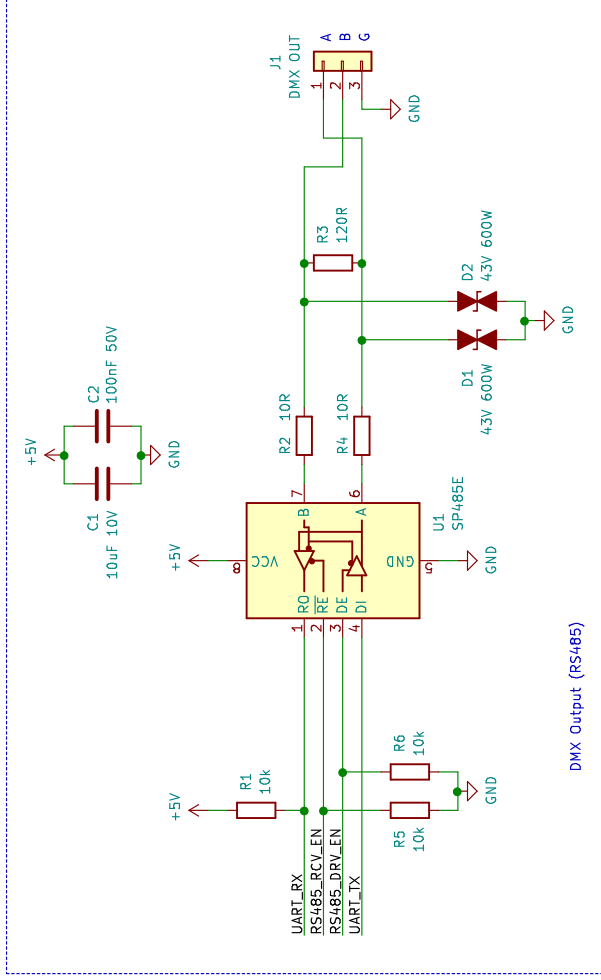 +5V
C1
10uF 10V
C2
100nF 50V
GND
+5V
R1
10k
+5V
8
VCC
UART_RX
RS485_RCV_EN
RS485_DRV_EN
UART_TX
1
2
3
4
RO
RE
DE
DI
B
A
7
6
GND
5
U1
SP485E
GND
R2 10R
R4 10R
R3
120R
J1
DMX OUT
1
2
3
A
B
G
GND
R5
10k
R6
10k
GND
D1
43V 600W
D2
43V 600W
GND
DMX Output (RS485)